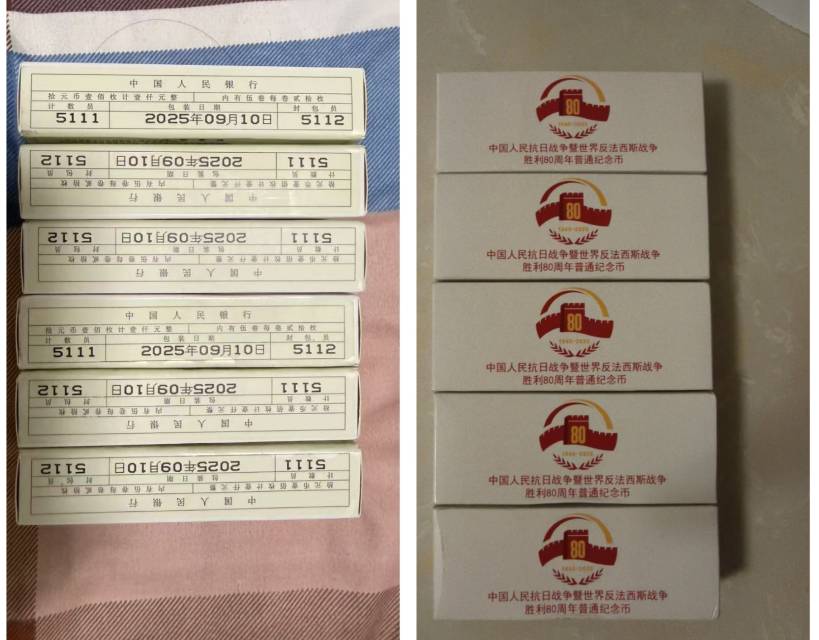 中国人民银行
拾元币壹佰枚计壹仟元整 内有伍卷每卷贰拾枚
计数员 包装日期 封包员
5111 2025年09月10日 5112
中国人民银行
拾元币壹佰枚计壹仟元整 内有伍卷每卷贰拾枚
计数员 包装日期 封包员
5111 2025年09月10日 5112
中国人民银行
拾元币壹佰枚计壹仟元整 内有伍卷每卷贰拾枚
计数员 包装日期 封包员
5111 2025年09月10日 5112
中国人民银行
拾元币壹佰枚计壹仟元整 内有伍卷每卷贰拾枚
计数员 包装日期 封包员
5111 2025年09月10日 5112
中国人民银行
拾元币壹佰枚计壹仟元整 内有伍卷每卷贰拾枚
计数员 包装日期 封包员
5111 2025年09月10日 5112
中国人民银行
拾元币壹佰枚计壹仟元整 内有伍卷每卷贰拾枚
计数员 包装日期 封包员
5111 2025年09月10日 5112
80
1945-2025
中国人民抗日战争暨世界反法西斯战争
胜利80周年普通纪念币
80
1945-2025
中国人民抗日战争暨世界反法西斯战争
胜利80周年普通纪念币
80
1945-2025
中国人民抗日战争暨世界反法西斯战争
胜利80周年普通纪念币
80
1945-2025
中国人民抗日战争暨世界反法西斯战争
胜利80周年普通纪念币
80
1945-2025
中国人民抗日战争暨世界反法西斯战争
胜利80周年普通纪念币